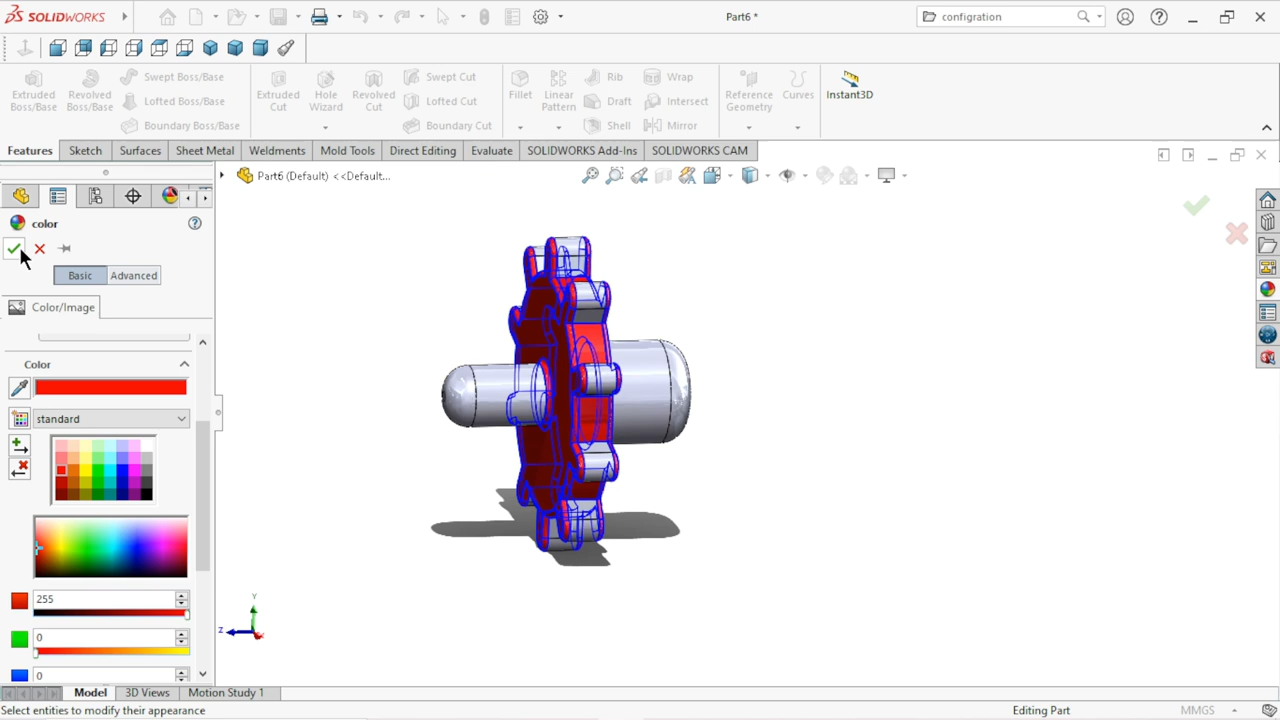 SOLIDWORKS
Part6 *
configration
Extruded Boss/Base
Revolved Boss/Base
Swept Boss/Base
Lofted Boss/Base
Boundary Boss/Base
Extruded Cut
Hole Wizard
Revolved Cut
Swept Cut
Lofted Cut
Boundary Cut
Fillet
Linear Pattern
Rib
Draft
Shell
Wrap
Intersect
Mirror
Reference Geometry
Curves
Instant3D
Features
Sketch
Surfaces
Sheet Metal
Weldments
Mold Tools
Direct Editing
Evaluate
SOLIDWORKS Add-Ins
SOLIDWORKS CAM
Part6 (Default) <<Default...
color
Basic
Advanced
Color/Image
Color
standard
255
0
0
Y
Z
Model
3D Views
Motion Study 1
Select entities to modify their appearance
Editing Part
MMGS